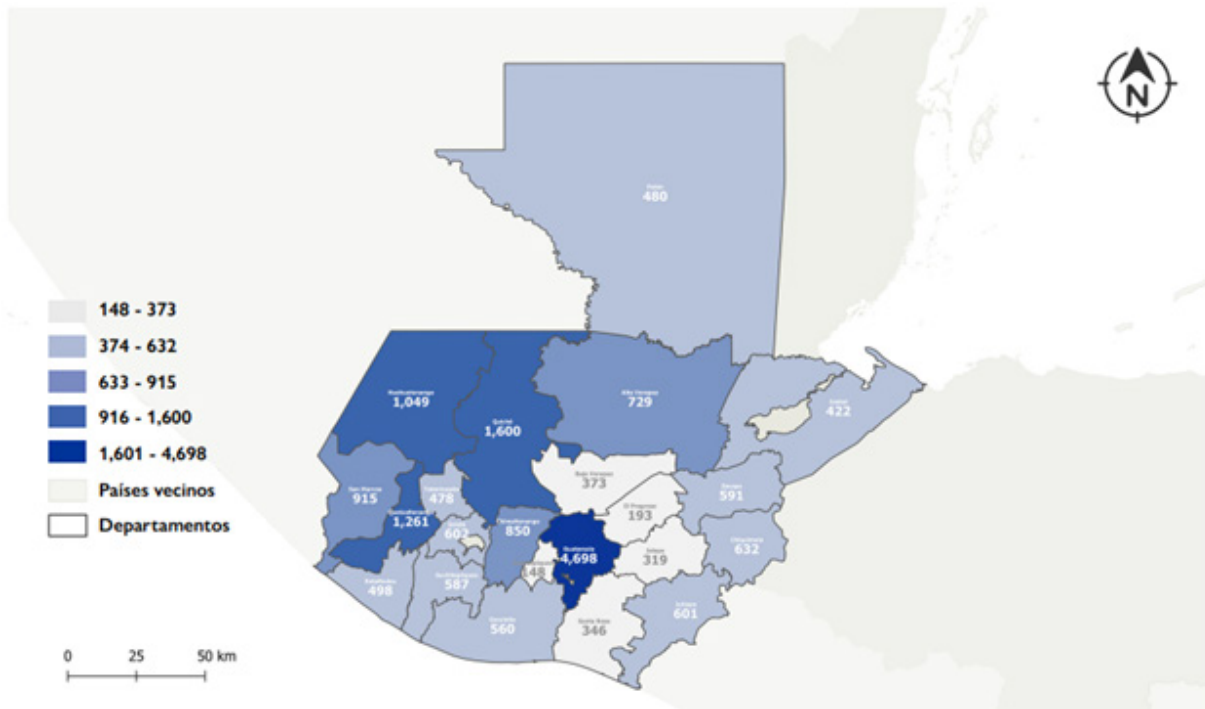 N
Petén
480
148 - 373
374 - 632
633 - 915
916 - 1,600
1,601 - 4,698
Países vecinos
Departamentos
Huehuetenango
1,049
Quiché
1,600
Alta Verapaz
729
Izabal
422
San Marcos
915
Totonicapán
478
Baja Verapaz
373
Zacapa
591
El Progreso
193
Quetzaltenango
1,261
Sololá
602
Chimaltenango
850
Guatemala
4,698
Jalapa
319
Chiquimula
632
148
Retalhuleu
498
Suchitepéquez
587
Escuintla
560
Santa Rosa
346
Jutiapa
601
0 25 50 km